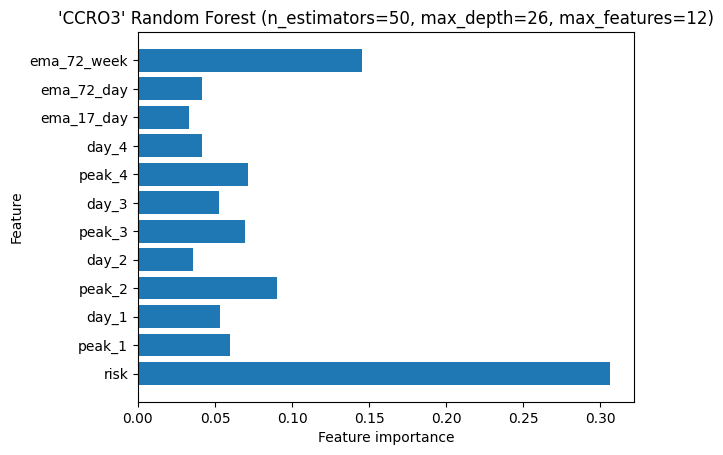 'CCRO3' Random Forest (n_estimators=50, max_depth=26, max_features=12)
ema_72_week
ema_72_day
ema_17_day
day_4
peak_4
day_3
peak_3
day_2
peak_2
day_1
peak_1
risk
Feature
0.00 0.05 0.10 0.15 0.20 0.25 0.30
Feature importance